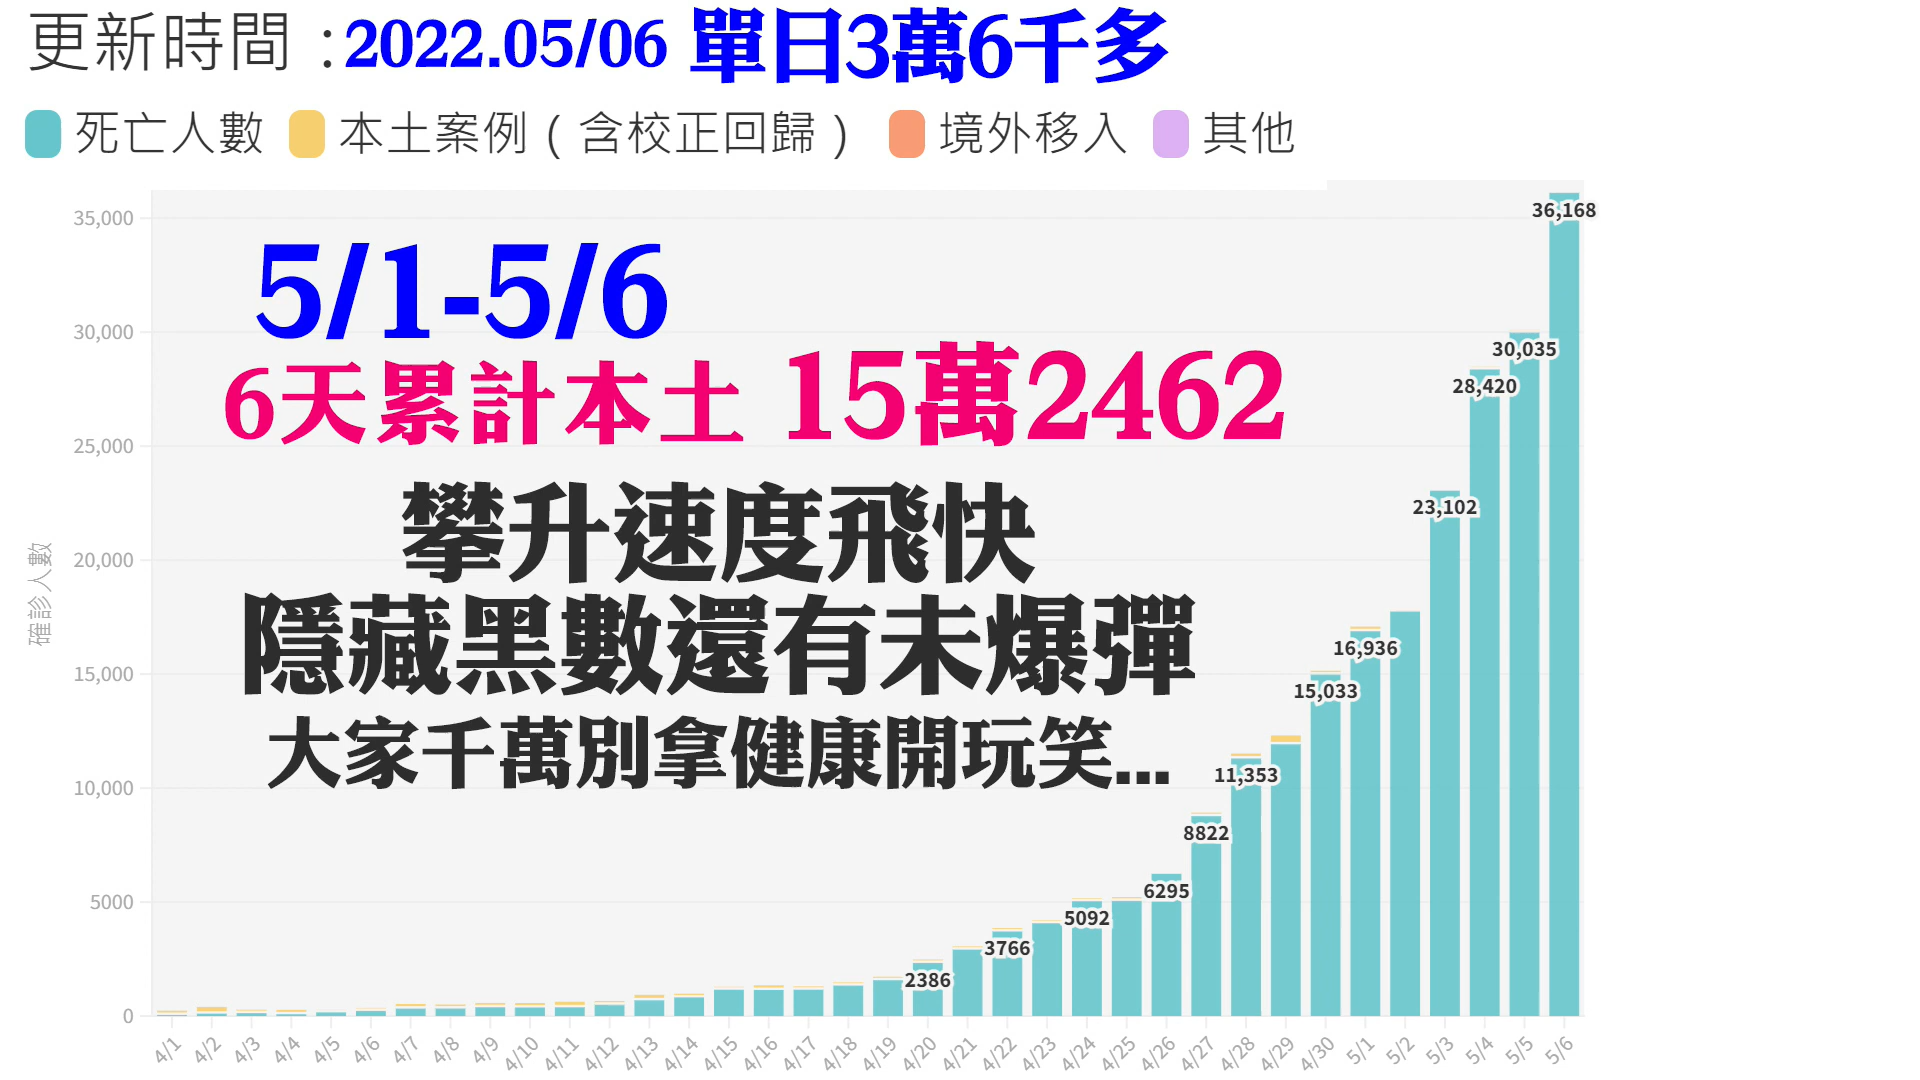 更新時間 :2022.05/06 單日3萬6千多
死亡人數 本土案例 ( 含校正回歸 ) 境外移入 其他
確診人數
35,000
30,000
25,000
20,000
15,000
10,000
5000
0
5/1-5/6
6天累計本土 15萬2462
攀升速度飛快
隱藏黑數還有未爆彈
大家千萬別拿健康開玩笑...
2386
3766
5092
6295
8822
11,353
15,033
16,936
23,102
28,420
30,035
36,168
4/1 4/2 4/3 4/4 4/5 4/6 4/7 4/8 4/9 4/10 4/11 4/12 4/13 4/14 4/15 4/16 4/17 4/18 4/19 4/20 4/21 4/22 4/23 4/24 4/25 4/26 4/27 4/28 4/29 4/30 5/1 5/2 5/3 5/4 5/5 5/6